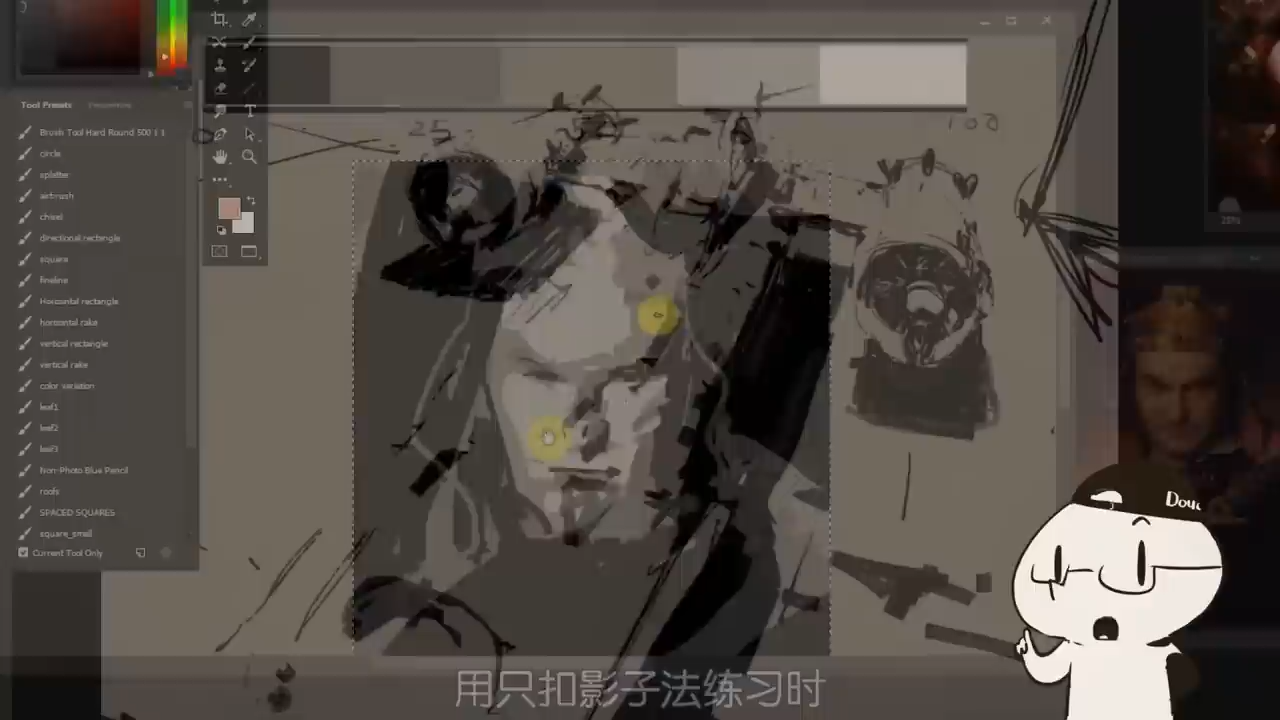 Tool Presets
Brush Tool Hard Round 500 1 1
circle
splatter
airbrush
chisel
directional rectangle
square
fineline
Horizontal rectangle
horizontal rake
vertical rectangle
vertical rake
color variation
leaf1
leaf2
leaf3
Non-Photo Blue Pencil
roofs
SPACED SQUARES
square_small
Current Tool Only
25
100
用只扣影子法练习时